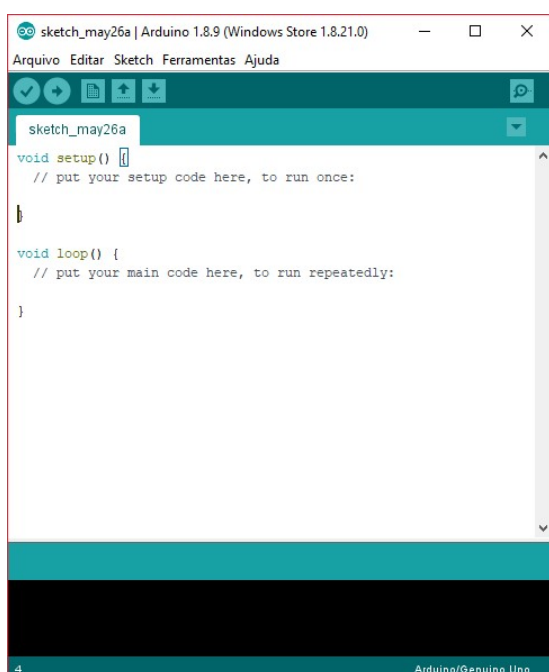 sketch_may26a | Arduino 1.8.9 (Windows Store 1.8.21.0)
Arquivo Editar Sketch Ferramentas Ajuda
sketch_may26a
void setup() {
// put your setup code here, to run once:
}
void loop() {
// put your main code here, to run repeatedly:
}
4 Arduino/Genuino Uno